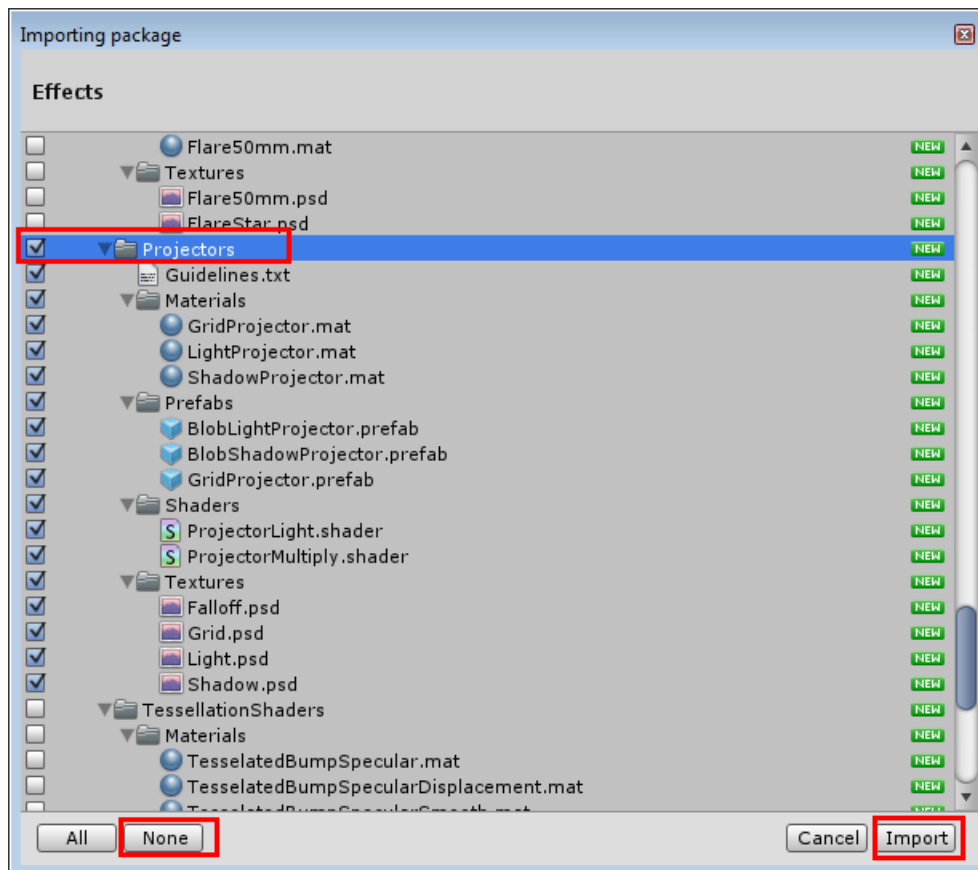 Importing package
Effects
Flare50mm.mat NEW
Textures NEW
Flare50mm.psd NEW
FlareStar.psd NEW
Projectors NEW
Guidelines.txt NEW
Materials NEW
GridProjector.mat NEW
LightProjector.mat NEW
ShadowProjector.mat NEW
Prefabs NEW
BlobLightProjector.prefab NEW
BlobShadowProjector.prefab NEW
GridProjector.prefab NEW
Shaders NEW
S ProjectorLight.shader NEW
S ProjectorMultiply.shader NEW
Textures NEW
Falloff.psd NEW
Grid.psd NEW
Light.psd NEW
Shadow.psd NEW
TessellationShaders NEW
Materials NEW
TesselatedBumpSpecular.mat NEW
TesselatedBumpSpecularDisplacement.mat NEW
TesselatedBumpSpecularSmooth.mat NEW
All None Cancel Import